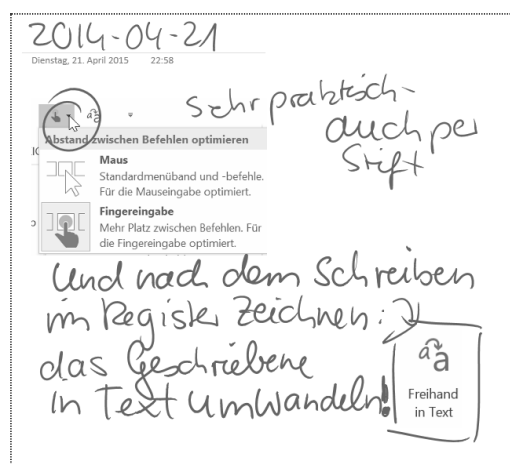 2014-04-21
Dienstag, 21. April 2015 22:58
Sehr praktisch-
auch per
Stift
Abstand zwischen Befehlen optimieren
Maus
Standardmenüband und -befehle.
Für die Mauseingabe optimiert.
Fingereingabe
Mehr Platz zwischen Befehlen. Für
die Fingereingabe optimiert.
Und nach dem Schreiben
im Register Zeichnen:
das Geschriebene
in Text umwandeln!
Freihand
in Text